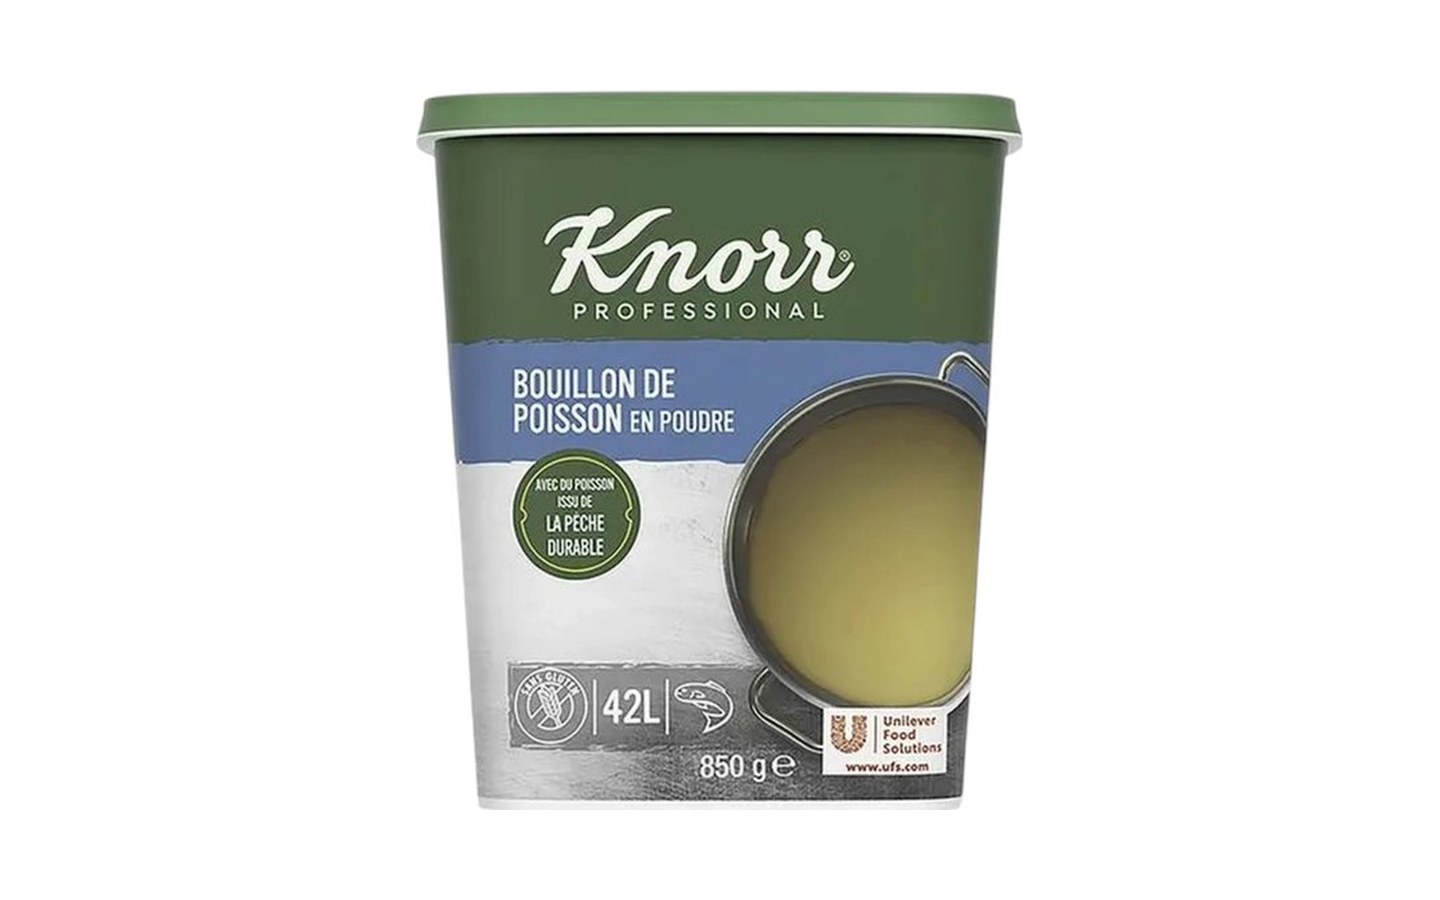 Knorr®
PROFESSIONAL
BOUILLON DE
POISSON EN POUDRE
AVEC DU POISSON
ISSU DE
LA PÊCHE
DURABLE
SANS GLUTEN
42L
850 g ℮
Unilever
Food
Solutions
www.ufs.com